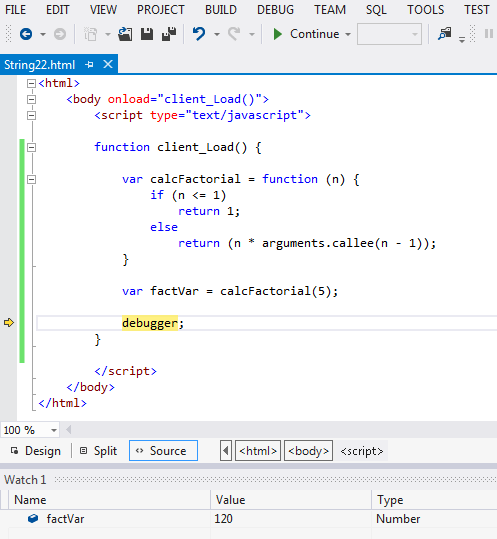 FILE EDIT VIEW PROJECT BUILD DEBUG TEAM SQL TOOLS TEST
Continue
String22.html
<html>
<body onload="client_Load()">
<script type="text/javascript">
function client_Load() {
var calcFactorial = function (n) {
if (n <= 1)
return 1;
else
return (n * arguments.callee(n - 1));
}
var factVar = calcFactorial(5);
debugger;
}
</script>
</body>
</html>
100 %
Design Split Source <html> <body> <script>
Watch 1
Name Value Type
factVar 120 Number